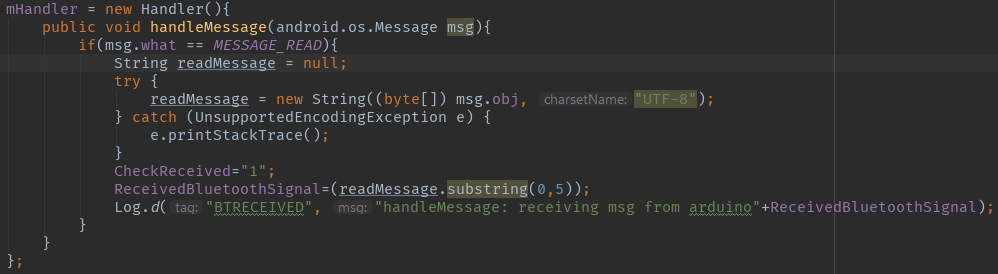 mHandler = new Handler(){
    public void handleMessage(android.os.Message msg){
        if(msg.what == MESSAGE_READ){
            String readMessage = null;
            try {
                readMessage = new String((byte[]) msg.obj, charsetName: "UTF-8");
            } catch (UnsupportedEncodingException e) {
                e.printStackTrace();
            }
            CheckReceived="1";
            ReceivedBluetoothSignal=(readMessage.substring(0,5));
            Log.d( tag: "BTRECEIVED", msg: "handleMessage: receiving msg from arduino"+ReceivedBluetoothSignal);
        }
    }
};